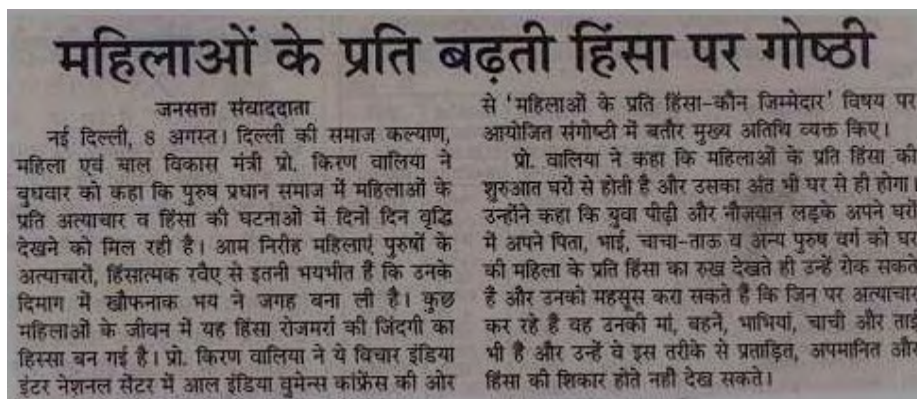 महिलाओं के प्रति बढ़ती हिंसा पर गोष्ठी
जनसत्ता संवाददाता
नई दिल्ली, 8 अगस्त। दिल्ली की समाज कल्याण,
महिला एवं बाल विकास मंत्री प्रो. किरण वालिया ने
बुधवार को कहा कि पुरुष प्रधान समाज में महिलाओं के
प्रति अत्याचार व हिंसा की घटनाओं में दिनों दिन वृद्धि
देखने को मिल रही है। आम निरीह महिलाएं पुरुषों के
अत्याचारों, हिंसात्मक रवैए से इतनी भयभीत हैं कि उनके
दिमाग में खौफनाक भय ने जगह बना ली है। कुछ
महिलाओं के जीवन में यह हिंसा रोजमर्रा की जिंदगी का
हिस्सा बन गई है। प्रो. किरण वालिया ने ये विचार इंडिया
इंटर नेशनल सेंटर में आल इंडिया वुमेन्स कांफ्रेंस की ओर
से 'महिलाओं के प्रति हिंसा-कौन जिम्मेदार' विषय पर
आयोजित संगोष्ठी में बतौर मुख्य अतिथि व्यक्त किए।
प्रो. वालिया ने कहा कि महिलाओं के प्रति हिंसा की
शुरुआत घरों से होती है और उसका अंत भी घर से ही होगा।
उन्होंने कहा कि युवा पीढ़ी और नौजवान लड़के अपने घरों
में अपने पिता, भाई, चाचा-ताऊ व अन्य पुरुष वर्ग को घर
की महिला के प्रति हिंसा का रुख देखते ही उन्हें रोक सकते
हैं और उनको महसूस करा सकते हैं कि जिन पर अत्याचार
कर रहे हैं वह उनकी मां, बहनें, भाभियां, चाची और ताई
भी हैं और उन्हें वे इस तरीके से प्रताड़ित, अपमानित और
हिंसा की शिकार होते नहीं देख सकते।